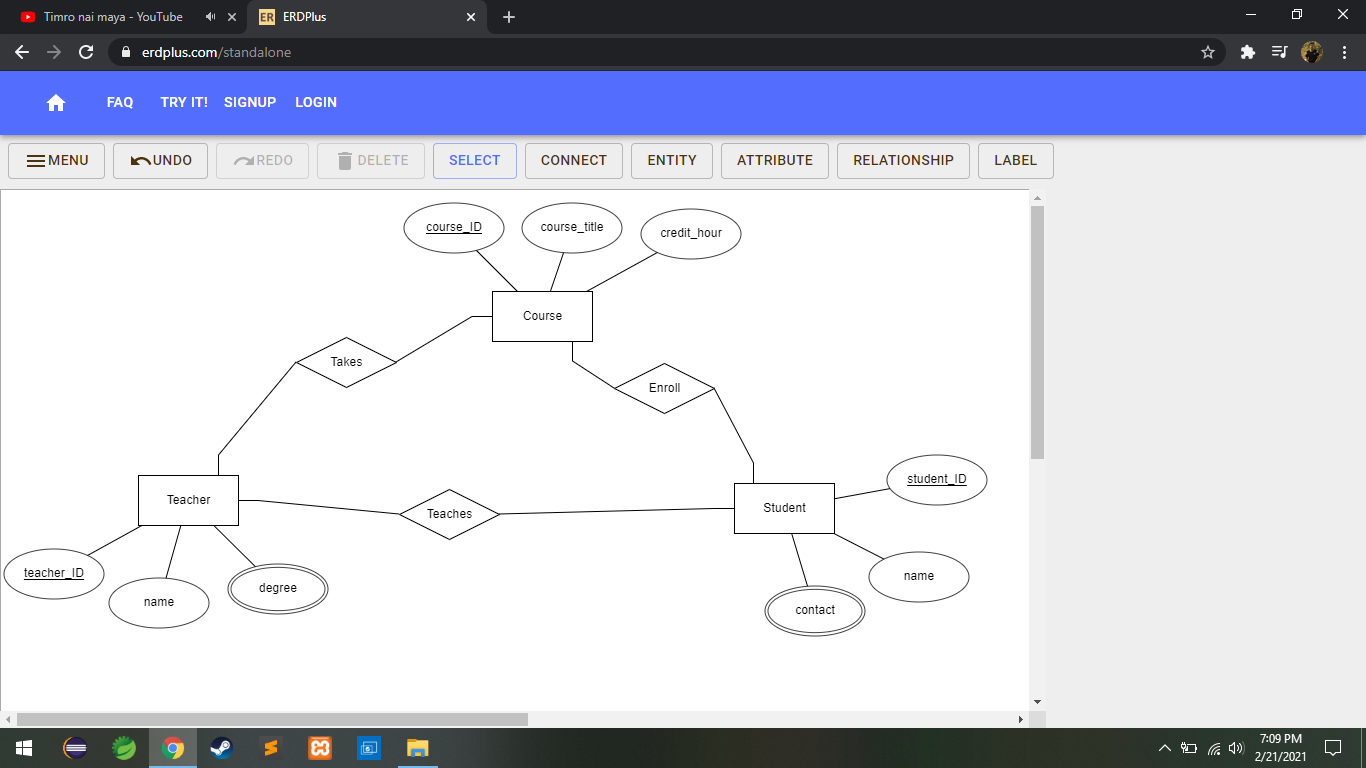 Timro nai maya - YouTube
ER ERDPlus
erdplus.com/standalone
FAQ TRY IT! SIGNUP LOGIN
MENU UNDO REDO DELETE SELECT CONNECT ENTITY ATTRIBUTE RELATIONSHIP LABEL
course_ID course_title credit_hour
Course
Takes
Enroll
student_ID
Teacher Teaches Student
teacher_ID name degree contact name
7:09 PM
2/21/2021